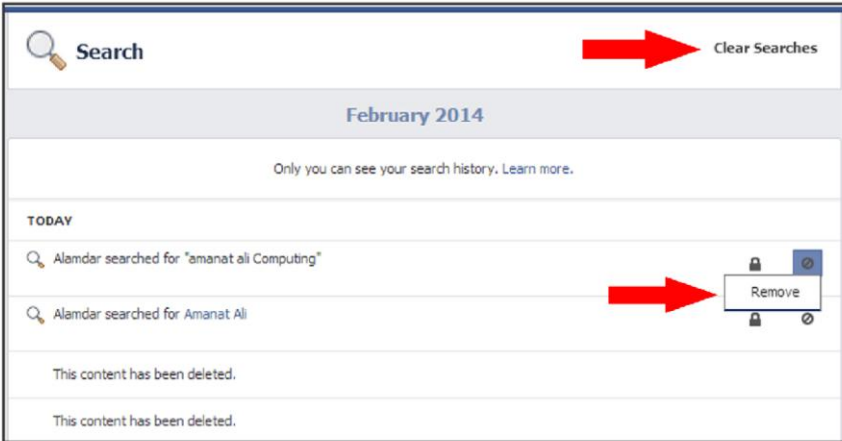 Search
Clear Searches
February 2014
Only you can see your search history. Learn more.
TODAY
Alamdar searched for "amanat ali Computing"
Remove
Alamdar searched for Amanat Ali
This content has been deleted.
This content has been deleted.